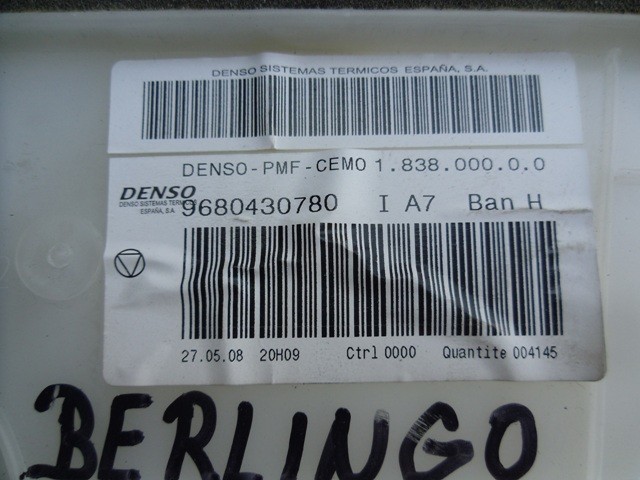 DENSO SISTEMAS TERMICOS ESPAÑA, S.A.
DENSO-PMF-CEMO 1.838.000.0.0
DENSO
DENSO SISTEMAS TERMICOS
ESPAÑA, S.A.
9680430780 I A7 Ban H
27.05.08 20H09 Ctrl 0000 Quantite 004145
BERLINGO